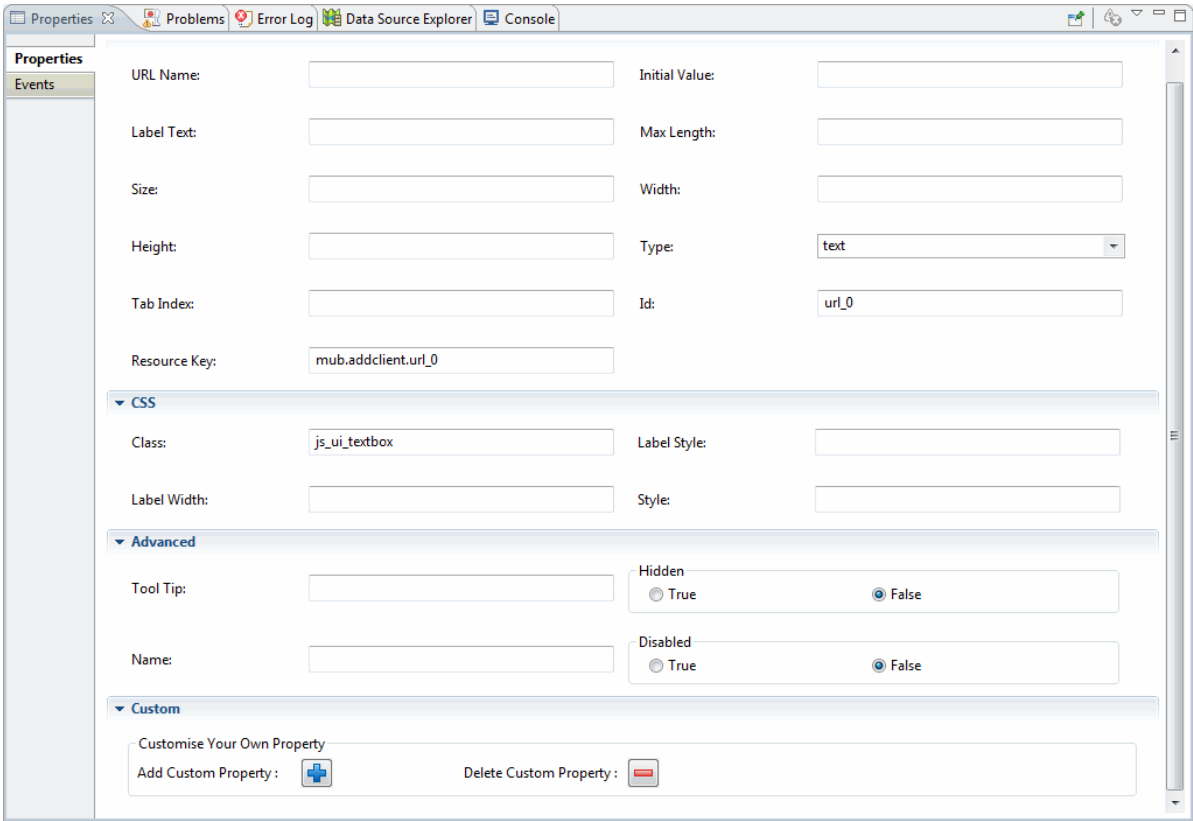 Properties Problems Error Log Data Source Explorer Console
Properties
Events
URL Name: Initial Value:
Label Text: Max Length:
Size: Width:
Height: Type: text
Tab Index: Id: url_0
Resource Key: mub.addclient.url_0
CSS
Class: js_ui_textbox Label Style:
Label Width: Style:
Advanced
Tool Tip: Hidden
True False
Name: Disabled
True False
Custom
Customise Your Own Property
Add Custom Property : Delete Custom Property :